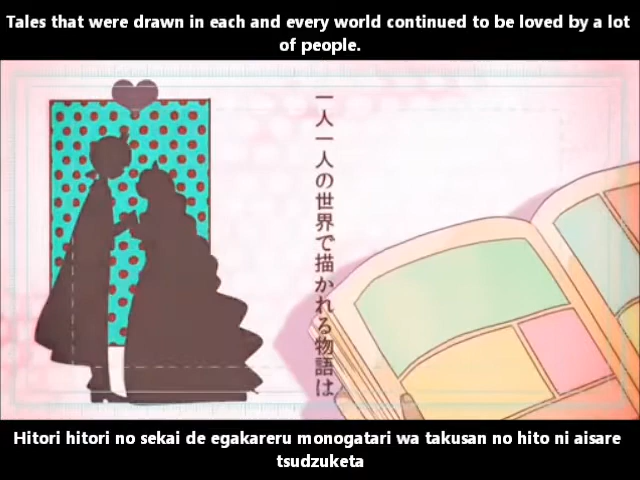 Tales that were drawn in each and every world continued to be loved by a lot
of people.
一人一人の世界で描かれる物語は
Hitori hitori no sekai de egakareru monogatari wa takusan no hito ni aisare
tsudzuketa